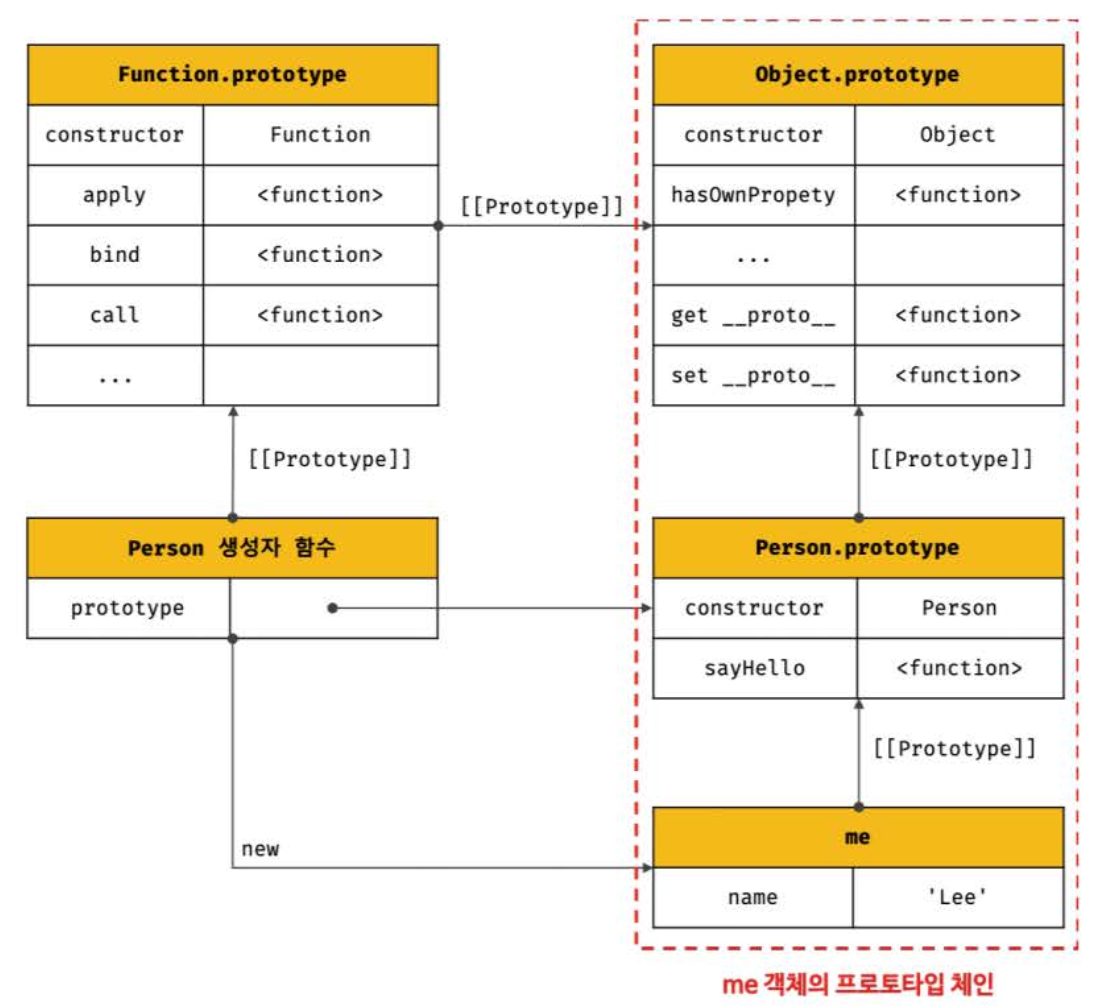 Function.prototype
constructor Function
apply <function>
bind <function>
call <function>
...
[[Prototype]]
Object.prototype
constructor Object
hasOwnPropety <function>
...
get __proto__ <function>
set __proto__ <function>
[[Prototype]]
[[Prototype]]
Person 생성자 함수
prototype
Person.prototype
constructor Person
sayHello <function>
[[Prototype]]
new
me
name 'Lee'
me 객체의 프로토타입 체인